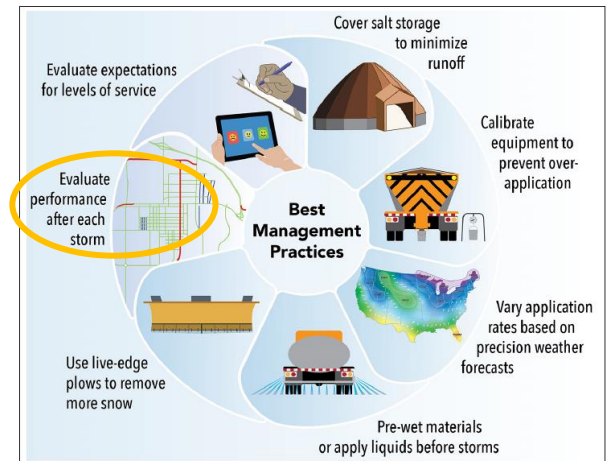 Cover salt storage
to minimize
runoff
Calibrate
equipment to
prevent over-
application
Vary application
rates based on
precision weather
forecasts
Pre-wet materials
or apply liquids before storms
Use live-edge
plows to remove
more snow
Evaluate
performance
after each
storm
Evaluate expectations
for levels of service
Best
Management
Practices